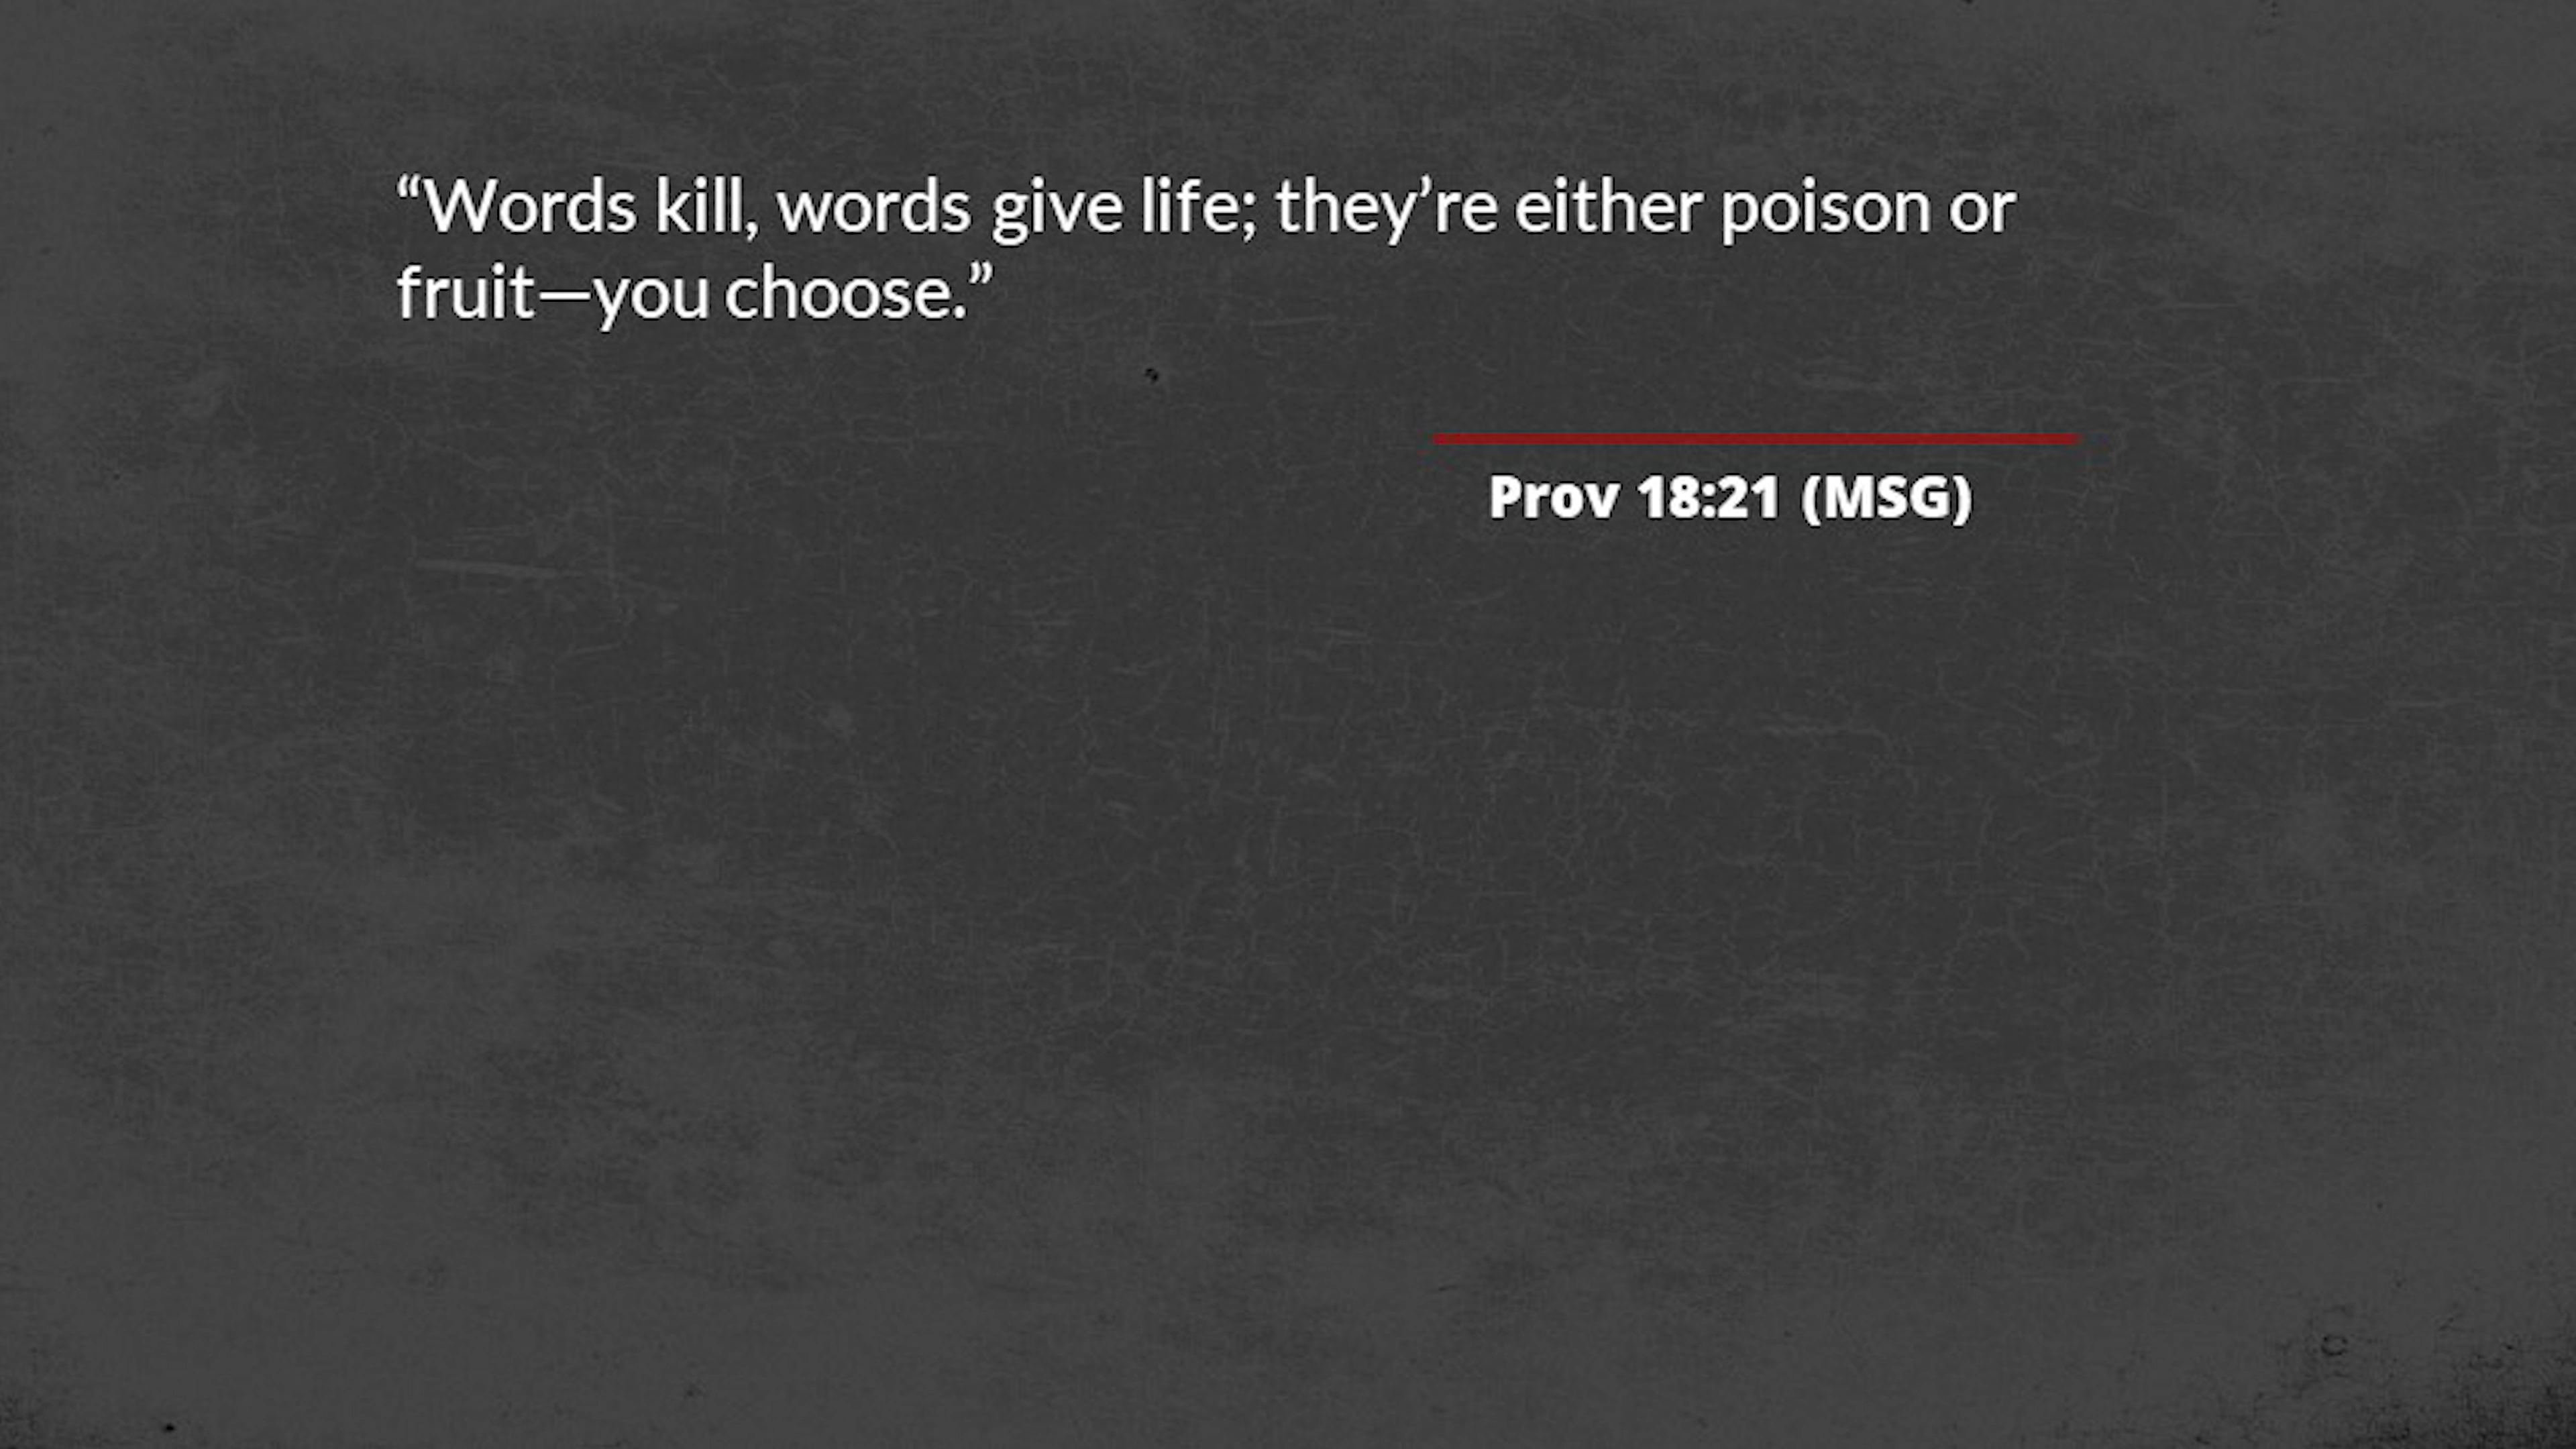 “Words kill, words give life; they’re either poison or
fruit—you choose.”
Prov 18:21 (MSG)